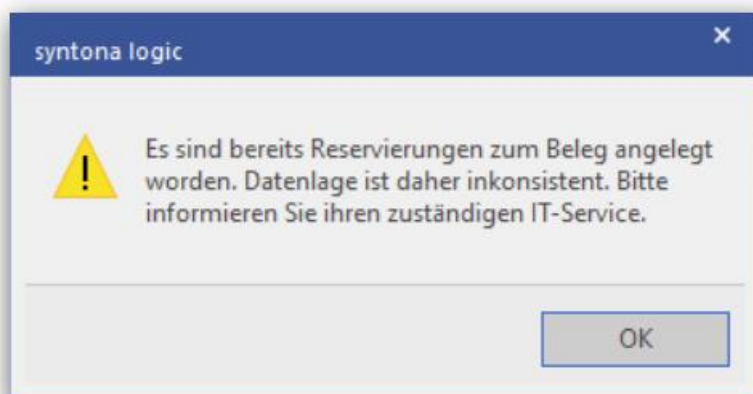 syntona logic
Es sind bereits Reservierungen zum Beleg angelegt
worden. Datenlage ist daher inkonsistent. Bitte
informieren Sie ihren zuständigen IT-Service.
OK